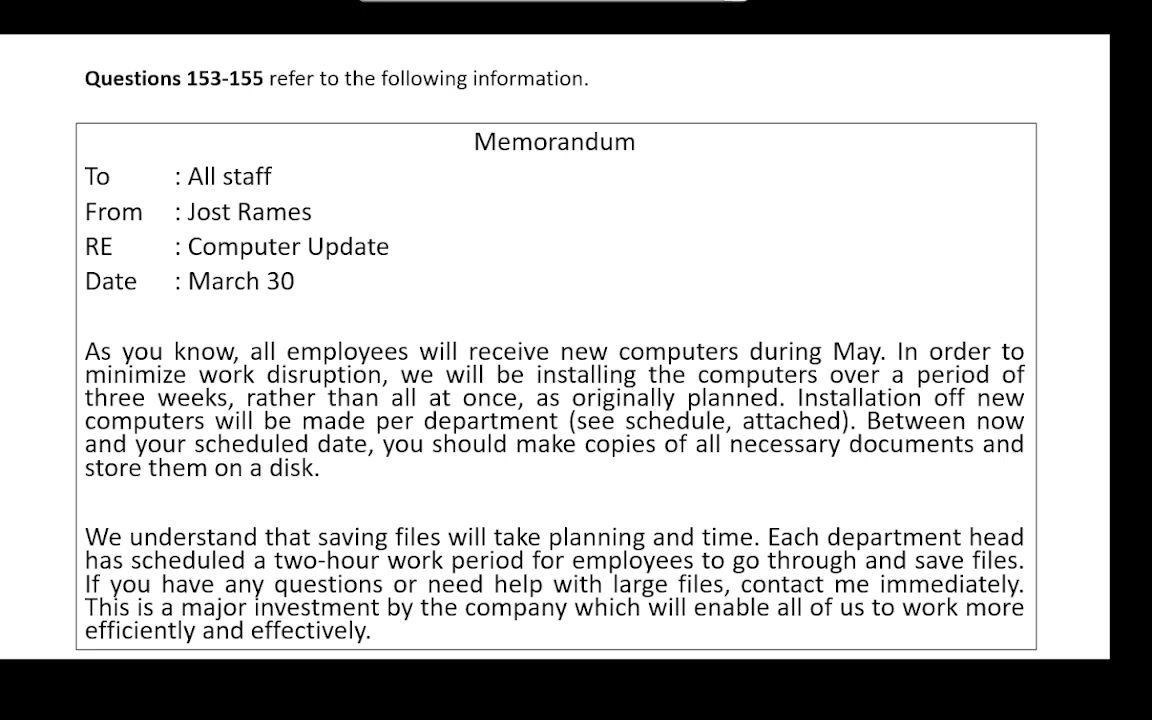 Questions 153-155 refer to the following information.
Memorandum
To : All staff
From : Jost Rames
RE : Computer Update
Date : March 30
As you know, all employees will receive new computers during May. In order to
minimize work disruption, we will be installing the computers over a period of
three weeks, rather than all at once, as originally planned. Installation off new
computers will be made per department (see schedule, attached). Between now
and your scheduled date, you should make copies of all necessary documents and
store them on a disk.
We understand that saving files will take planning and time. Each department head
has scheduled a two-hour work period for employees to go through and save files.
If you have any questions or need help with large files, contact me immediately.
This is a major investment by the company which will enable all of us to work more
efficiently and effectively.